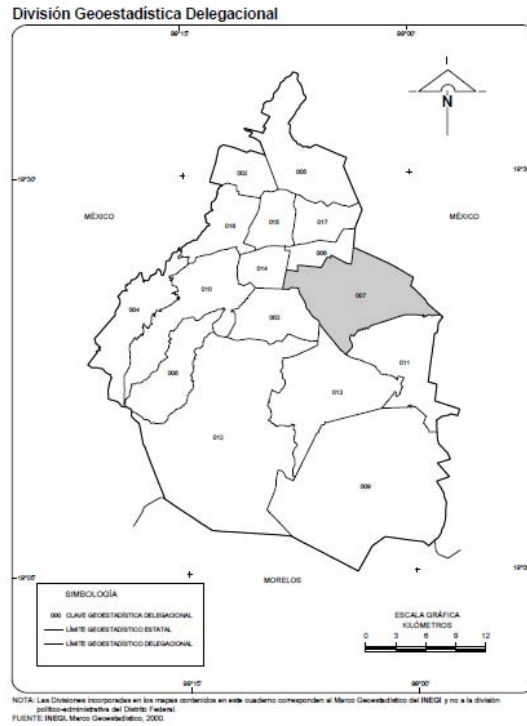 División Geoestadística Delegacional
99°15'
99°00'
N
19°30'
19°3
002
005
MÉXICO
MÉXICO
016
015
017
006
014
010
007
004
003
008
011
013
012
009
19°05'
19°0
MORELOS
SIMBOLOGÍA
000 CLAVE GEOESTADÍSTICA DELEGACIONAL
LÍMITE GEOESTADÍSTICO ESTATAL
LÍMITE GEOESTADÍSTICO DELEGACIONAL
ESCALA GRÁFICA
KILÓMETROS
0 3 6 9 12
99°15'
99°00'
NOTA: Las Divisiones incorporadas en los mapas contenidos en este cuaderno corresponden al Marco Geoestadístico del INEGI y no a la división
político-administrativa del Distrito Federal.
FUENTE: INEGI. Marco Geoestadístico, 2000.